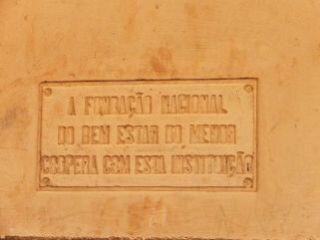 A FUNDAÇÃO NACIONAL
DO BEM ESTAR DO MENOR
COOPERA COM ESTA INSTITUIÇÃO